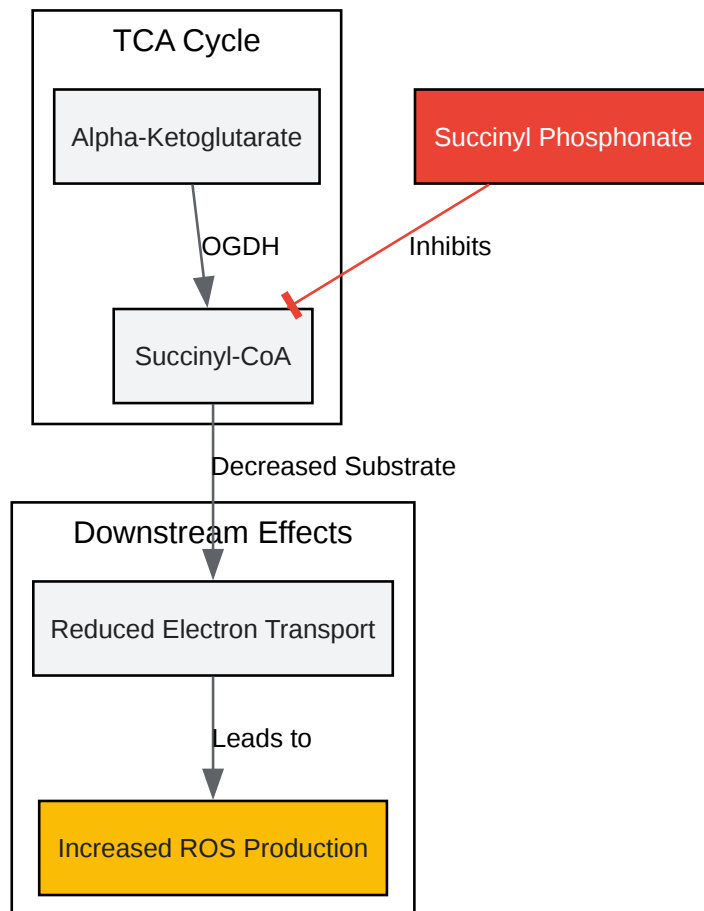 TCA Cycle
Alpha-Ketoglutarate
Succinyl Phosphonate
OGDH
Inhibits
Succinyl-CoA
Decreased Substrate
Downstream Effects
Reduced Electron Transport
Leads to
Increased ROS Production